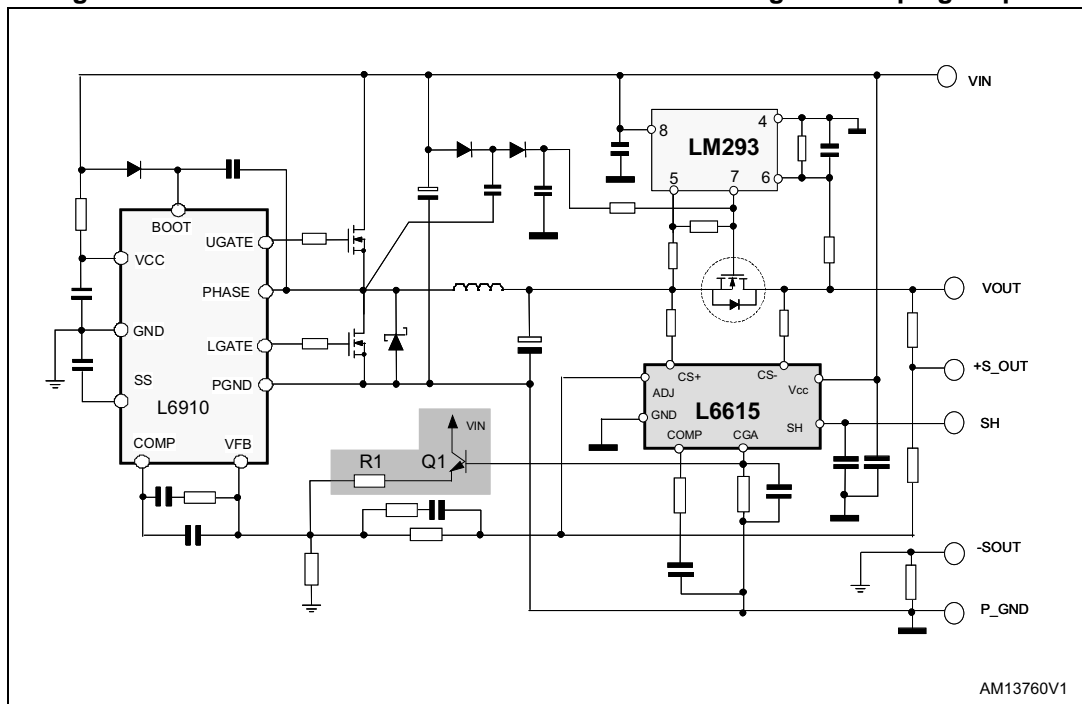 VIN
8
4
LM293
5
7
6
BOOT
UGATE
VCC
PHASE
VOUT
GND
LGATE
SS
PGND
L6910
COMP
VFB
CS+
CS-
ADJ
Vcc
+S_OUT
GND
L6615
SH
SH
COMP
CGA
VIN
R1
Q1
-SOUT
P_GND
AM13760V1